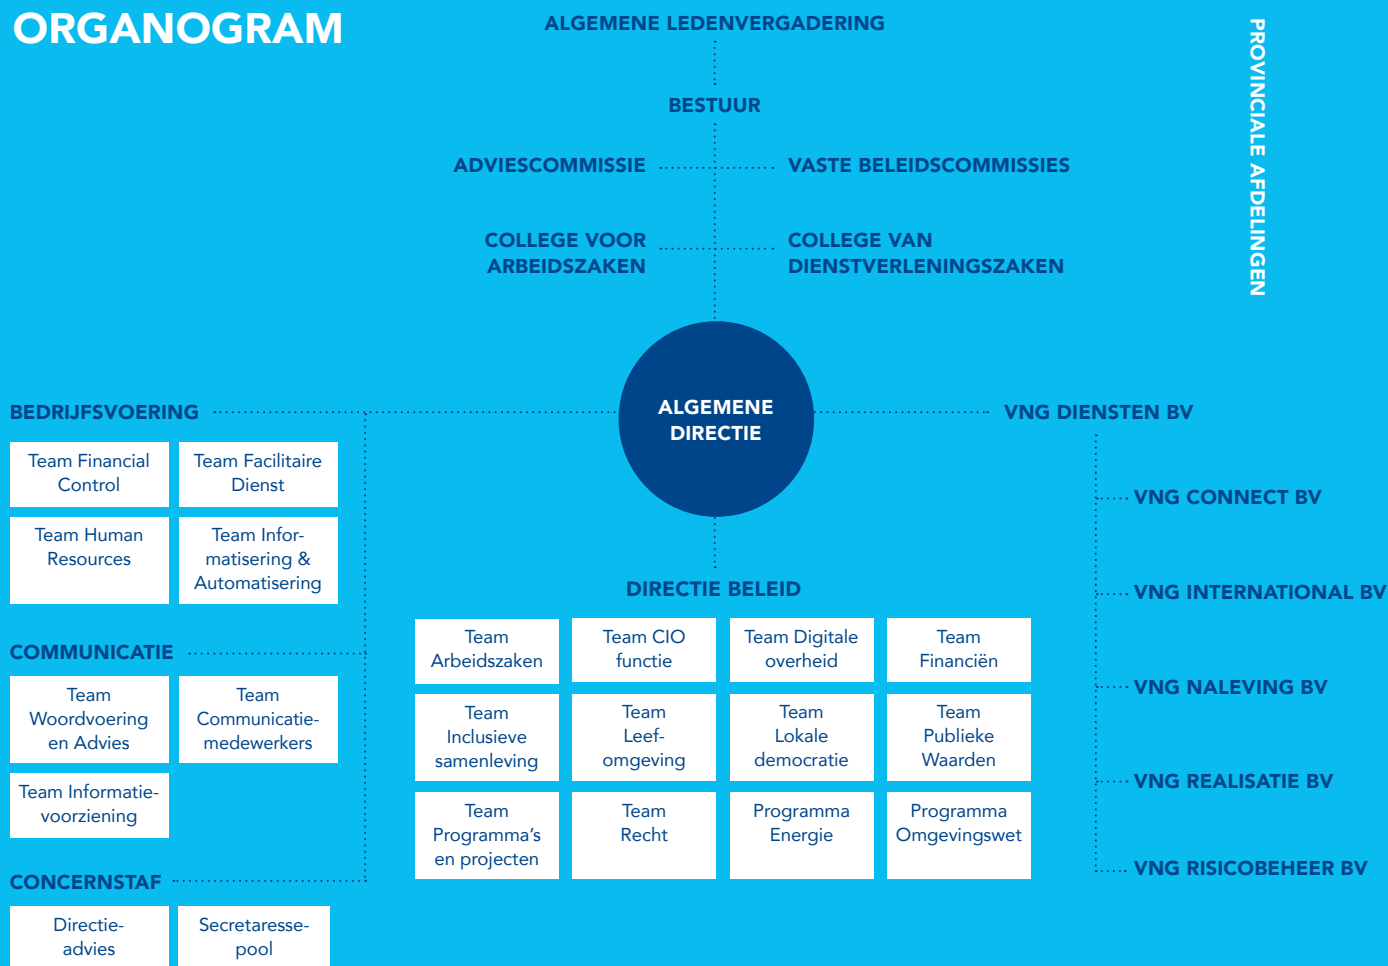 ORGANOGRAM
ALGEMENE LEDENVERGADERING
BESTUUR
ADVIESCOMMISSIE
VASTE BELEIDSCOMMISSIES
COLLEGE VOOR
ARBEIDSZAKEN
COLLEGE VAN
DIENSTVERLENINGSZAKEN
PROVINCIALE AFDELINGEN
ALGEMENE
DIRECTIE
BEDRIJFSVOERING
Team Financial
Control
Team Facilitaire
Dienst
Team Human
Resources
Team Infor-
matisering &
Automatisering
COMMUNICATIE
Team
Woordvoering
en Advies
Team
Communicatie-
medewerkers
Team Informatie-
voorziening
CONCERNSTAF
Directie-
advies
Secretaresse-
pool
DIRECTIE BELEID
Team
Arbeidszaken
Team CIO
functie
Team Digitale
overheid
Team
Financiën
Team
Inclusieve
samenleving
Team
Leef-
omgeving
Team
Lokale
democratie
Team
Publieke
Waarden
Team
Programma's
en projecten
Team
Recht
Programma
Energie
Programma
Omgevingswet
VNG DIENSTEN BV
VNG CONNECT BV
VNG INTERNATIONAL BV
VNG NALEVING BV
VNG REALISATIE BV
VNG RISICOBEHEER BV